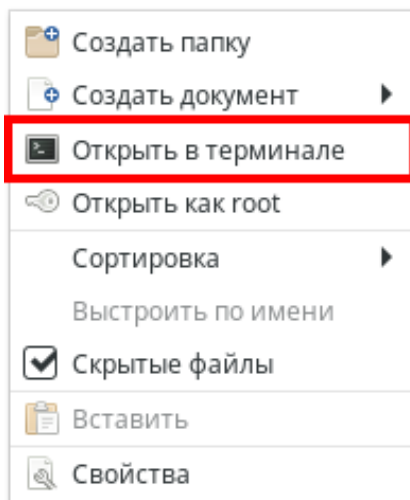 Создать папку
Создать документ
Открыть в терминале
Открыть как root
Сортировка
Выстроить по имени
Скрытые файлы
Вставить
Свойства